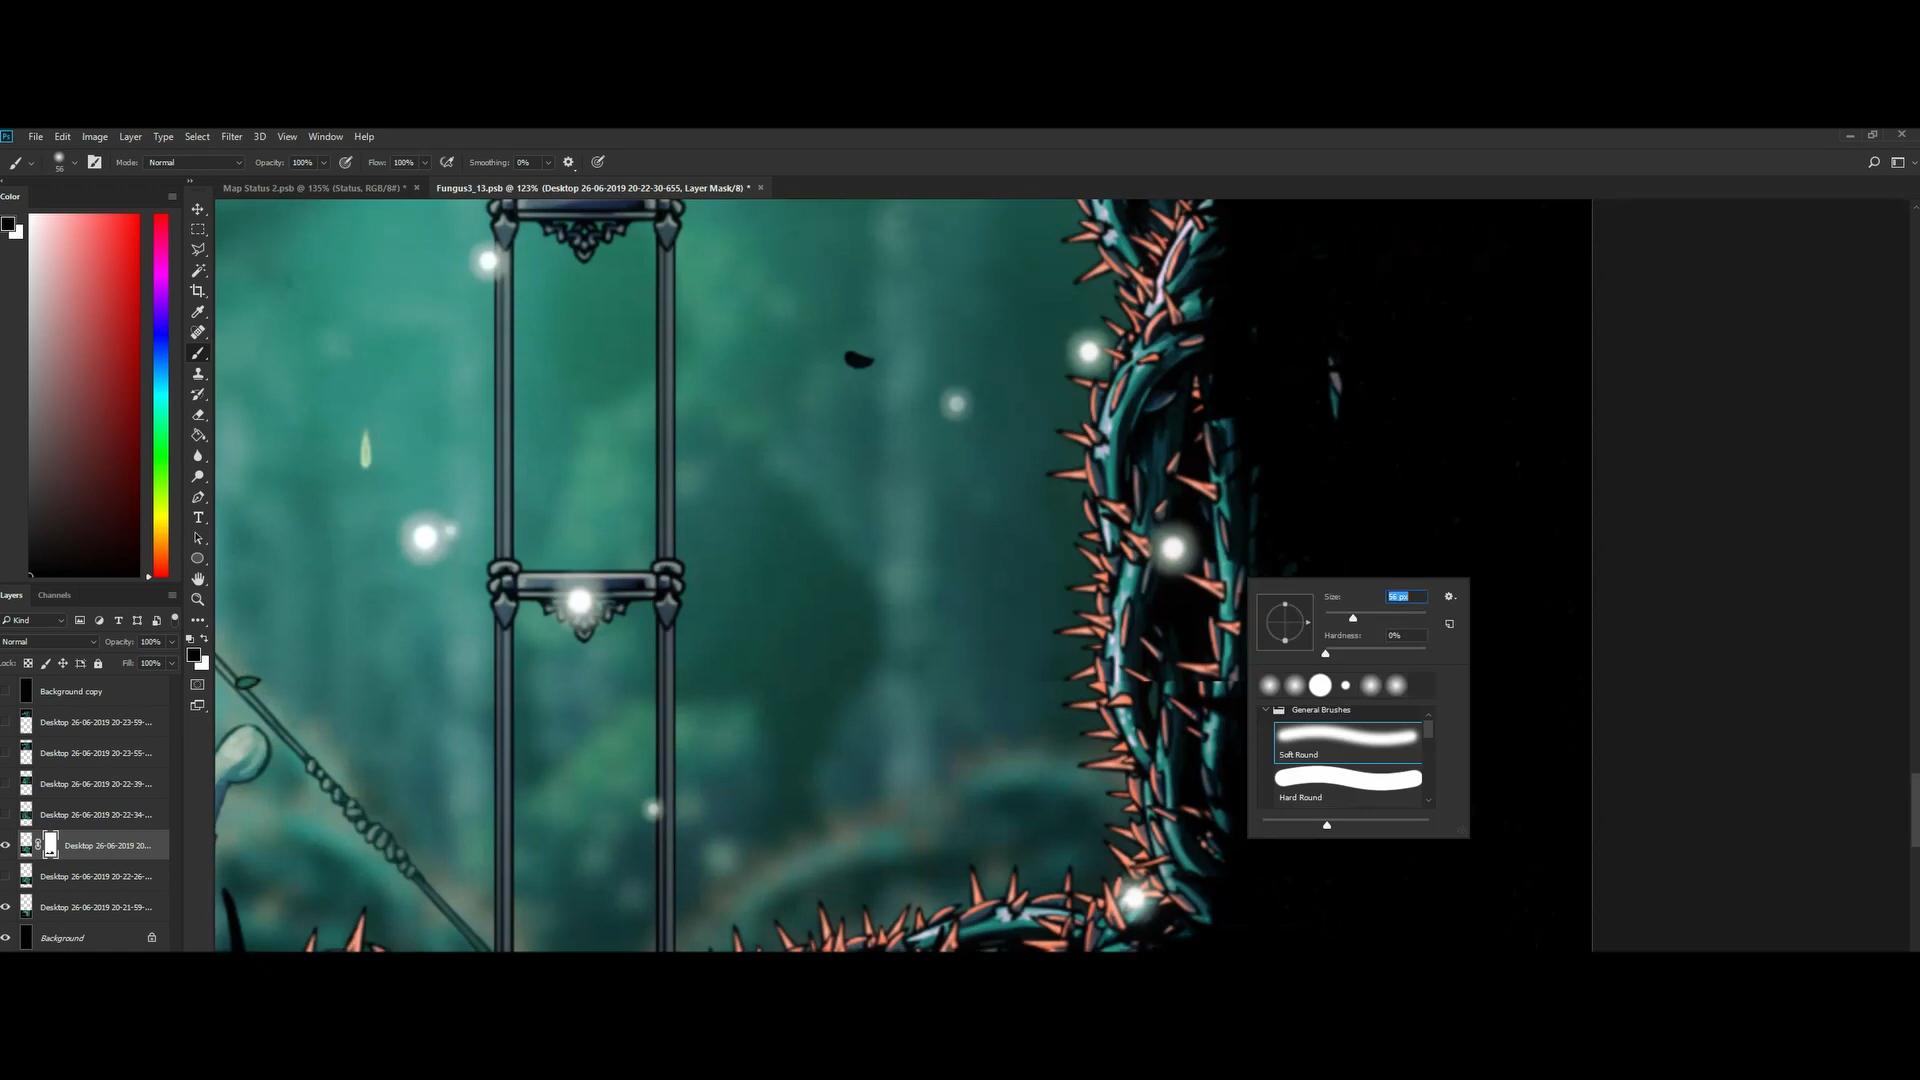 Ps File Edit Image Layer Type Select Filter 3D View Window Help
56 Mode: Normal Opacity: 100% Flow: 100% Smoothing: 0%
Color
Map Status 2.psb @ 135% (Status, RGB/8#) *
Fungus3_13.psb @ 123% (Desktop 26-06-2019 20-22-30-655, Layer Mask/8) *
Size: 56 px
Hardness: 0%
General Brushes
Soft Round
Hard Round
Layers Channels
Kind
Normal Opacity: 100%
Lock: Fill: 100%
Background copy
Desktop 26-06-2019 20-23-59-...
Desktop 26-06-2019 20-23-55-...
Desktop 26-06-2019 20-22-39-...
Desktop 26-06-2019 20-22-34-...
Desktop 26-06-2019 20...
Desktop 26-06-2019 20-22-26-...
Desktop 26-06-2019 20-21-59-...
Background